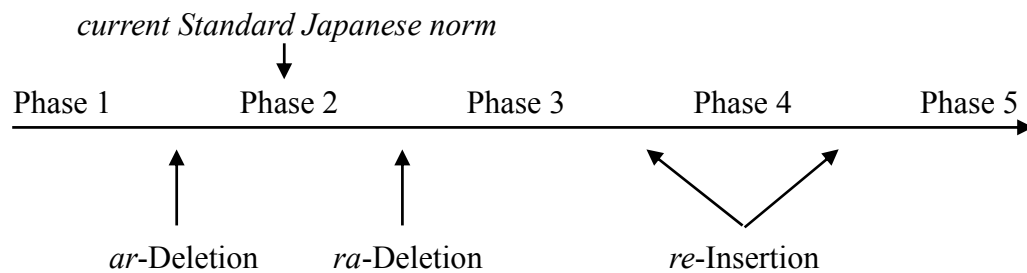 current Standard Japanese norm
Phase 1 Phase 2 Phase 3 Phase 4 Phase 5
ar-Deletion ra-Deletion re-Insertion